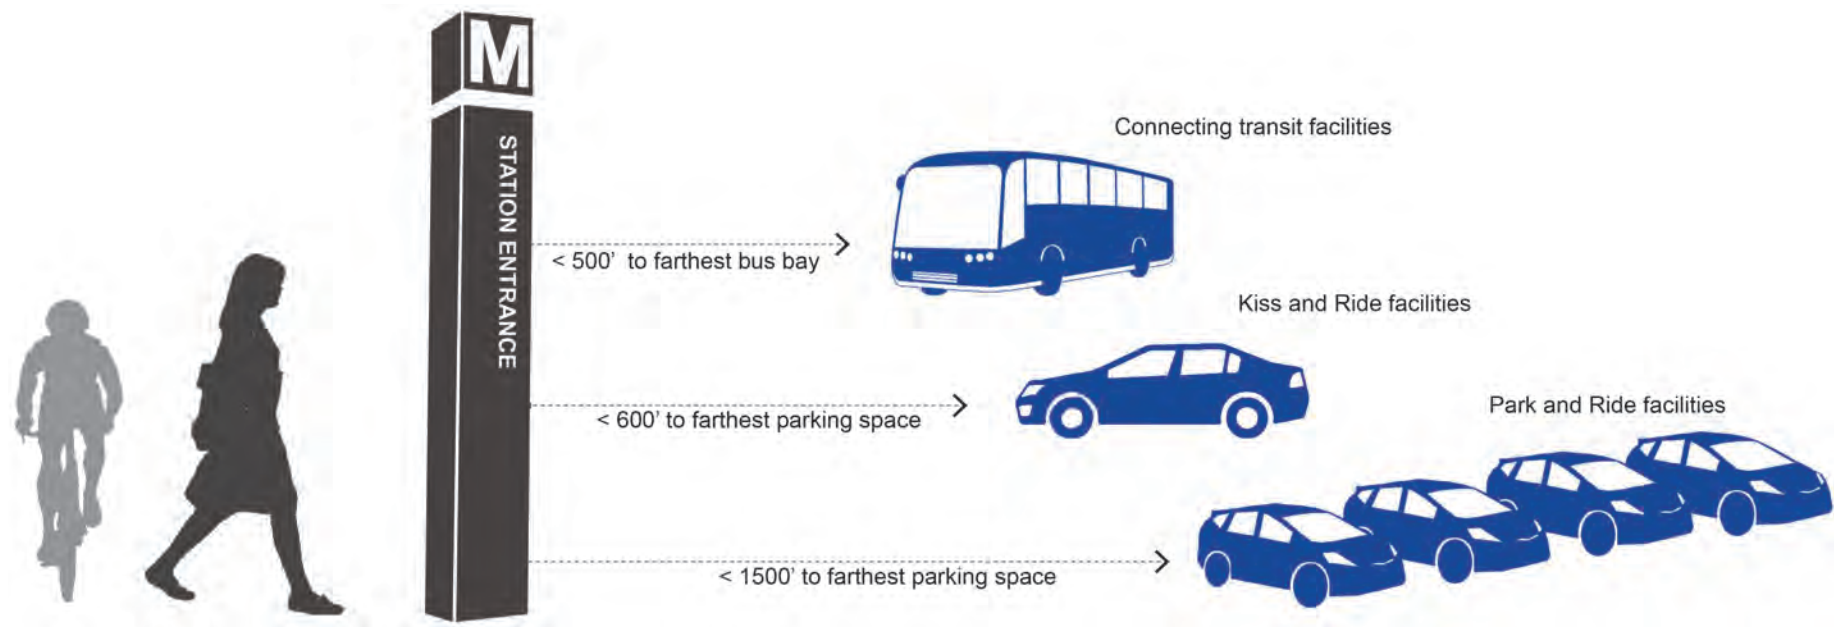 M
STATION ENTRANCE
Connecting transit facilities
< 500’ to farthest bus bay
Kiss and Ride facilities
< 600’ to farthest parking space
Park and Ride facilities
< 1500’ to farthest parking space